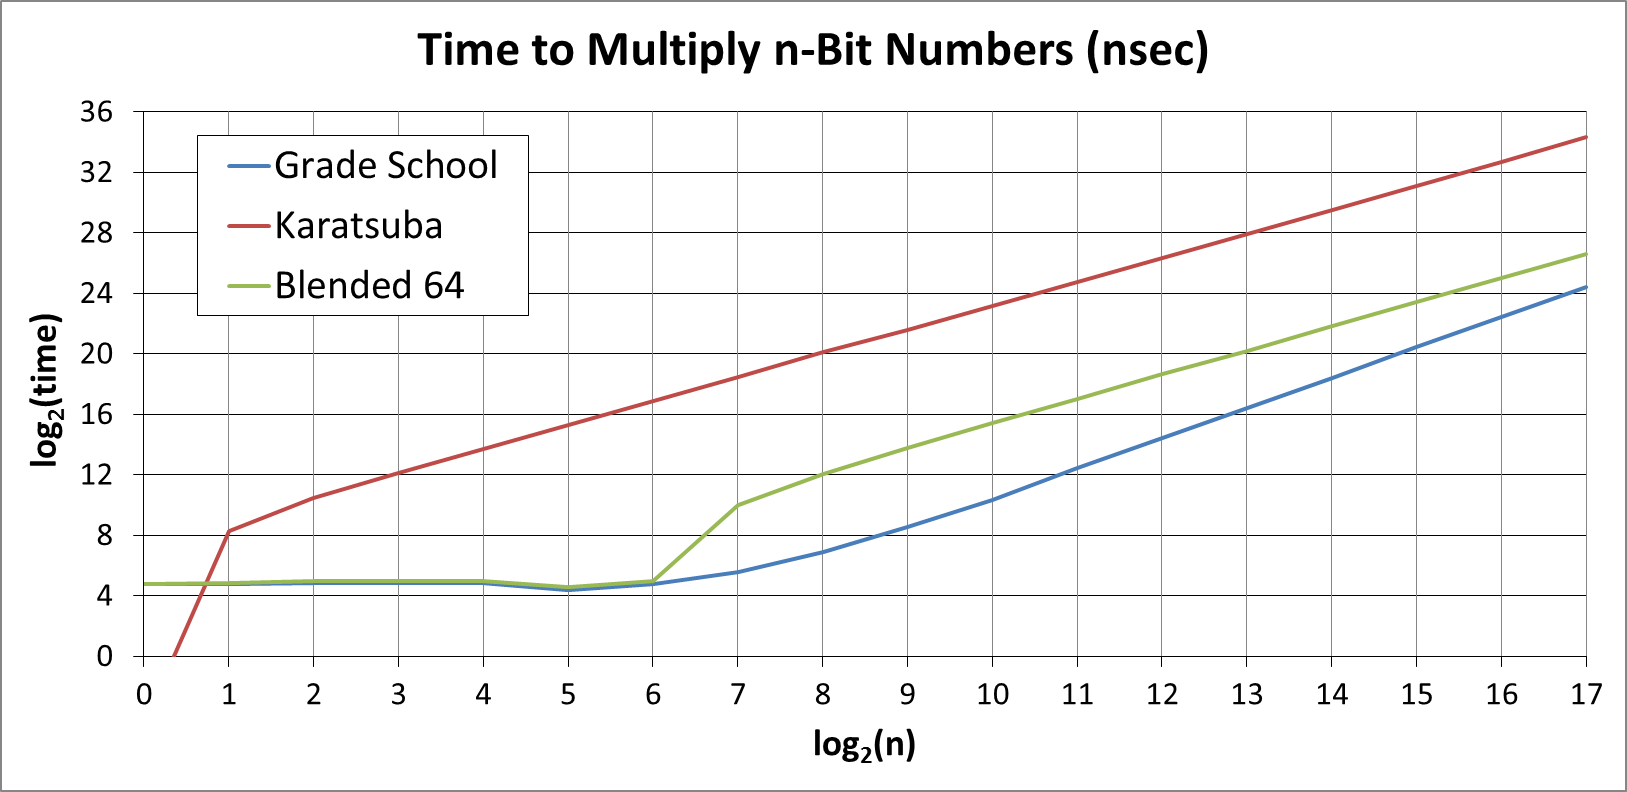 Time to Multiply n-Bit Numbers (nsec)
36
32
28
24
20
16
12
8
4
0
Grade School
Karatsuba
Blended 64
log₂(time)
0 1 2 3 4 5 6 7 8 9 10 11 12 13 14 15 16 17
log₂(n)